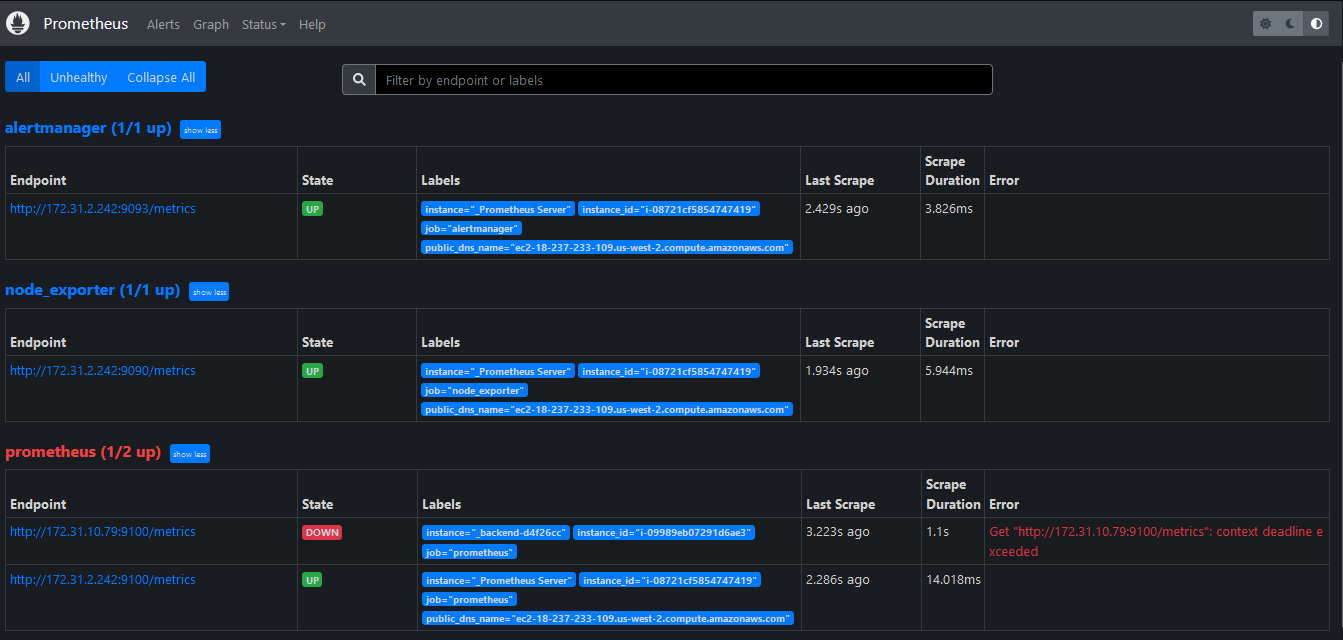 Prometheus Alerts Graph Status Help
All Unhealthy Collapse All
Filter by endpoint or labels
alertmanager (1/1 up) show less
Endpoint State Labels Last Scrape Scrape Duration Error
http://172.31.2.242:9093/metrics UP instance="_Prometheus Server" instance_id="i-08721cf5854747419" 2.429s ago 3.826ms
job="alertmanager"
public_dns_name="ec2-18-237-233-109.us-west-2.compute.amazonaws.com"
node_exporter (1/1 up) show less
Endpoint State Labels Last Scrape Scrape Duration Error
http://172.31.2.242:9090/metrics UP instance="_Prometheus Server" instance_id="i-08721cf5854747419" 1.934s ago 5.944ms
job="node_exporter"
public_dns_name="ec2-18-237-233-109.us-west-2.compute.amazonaws.com"
prometheus (1/2 up) show less
Endpoint State Labels Last Scrape Scrape Duration Error
http://172.31.10.79:9100/metrics DOWN instance="_backend-d4f26cc" instance_id="i-09989eb07291d6ae3" 3.223s ago 1.1s Get "http://172.31.10.79:9100/metrics": context deadline e
job="prometheus" xceeded
http://172.31.2.242:9100/metrics UP instance="_Prometheus Server" instance_id="i-08721cf5854747419" 2.286s ago 14.018ms
job="prometheus"
public_dns_name="ec2-18-237-233-109.us-west-2.compute.amazonaws.com"